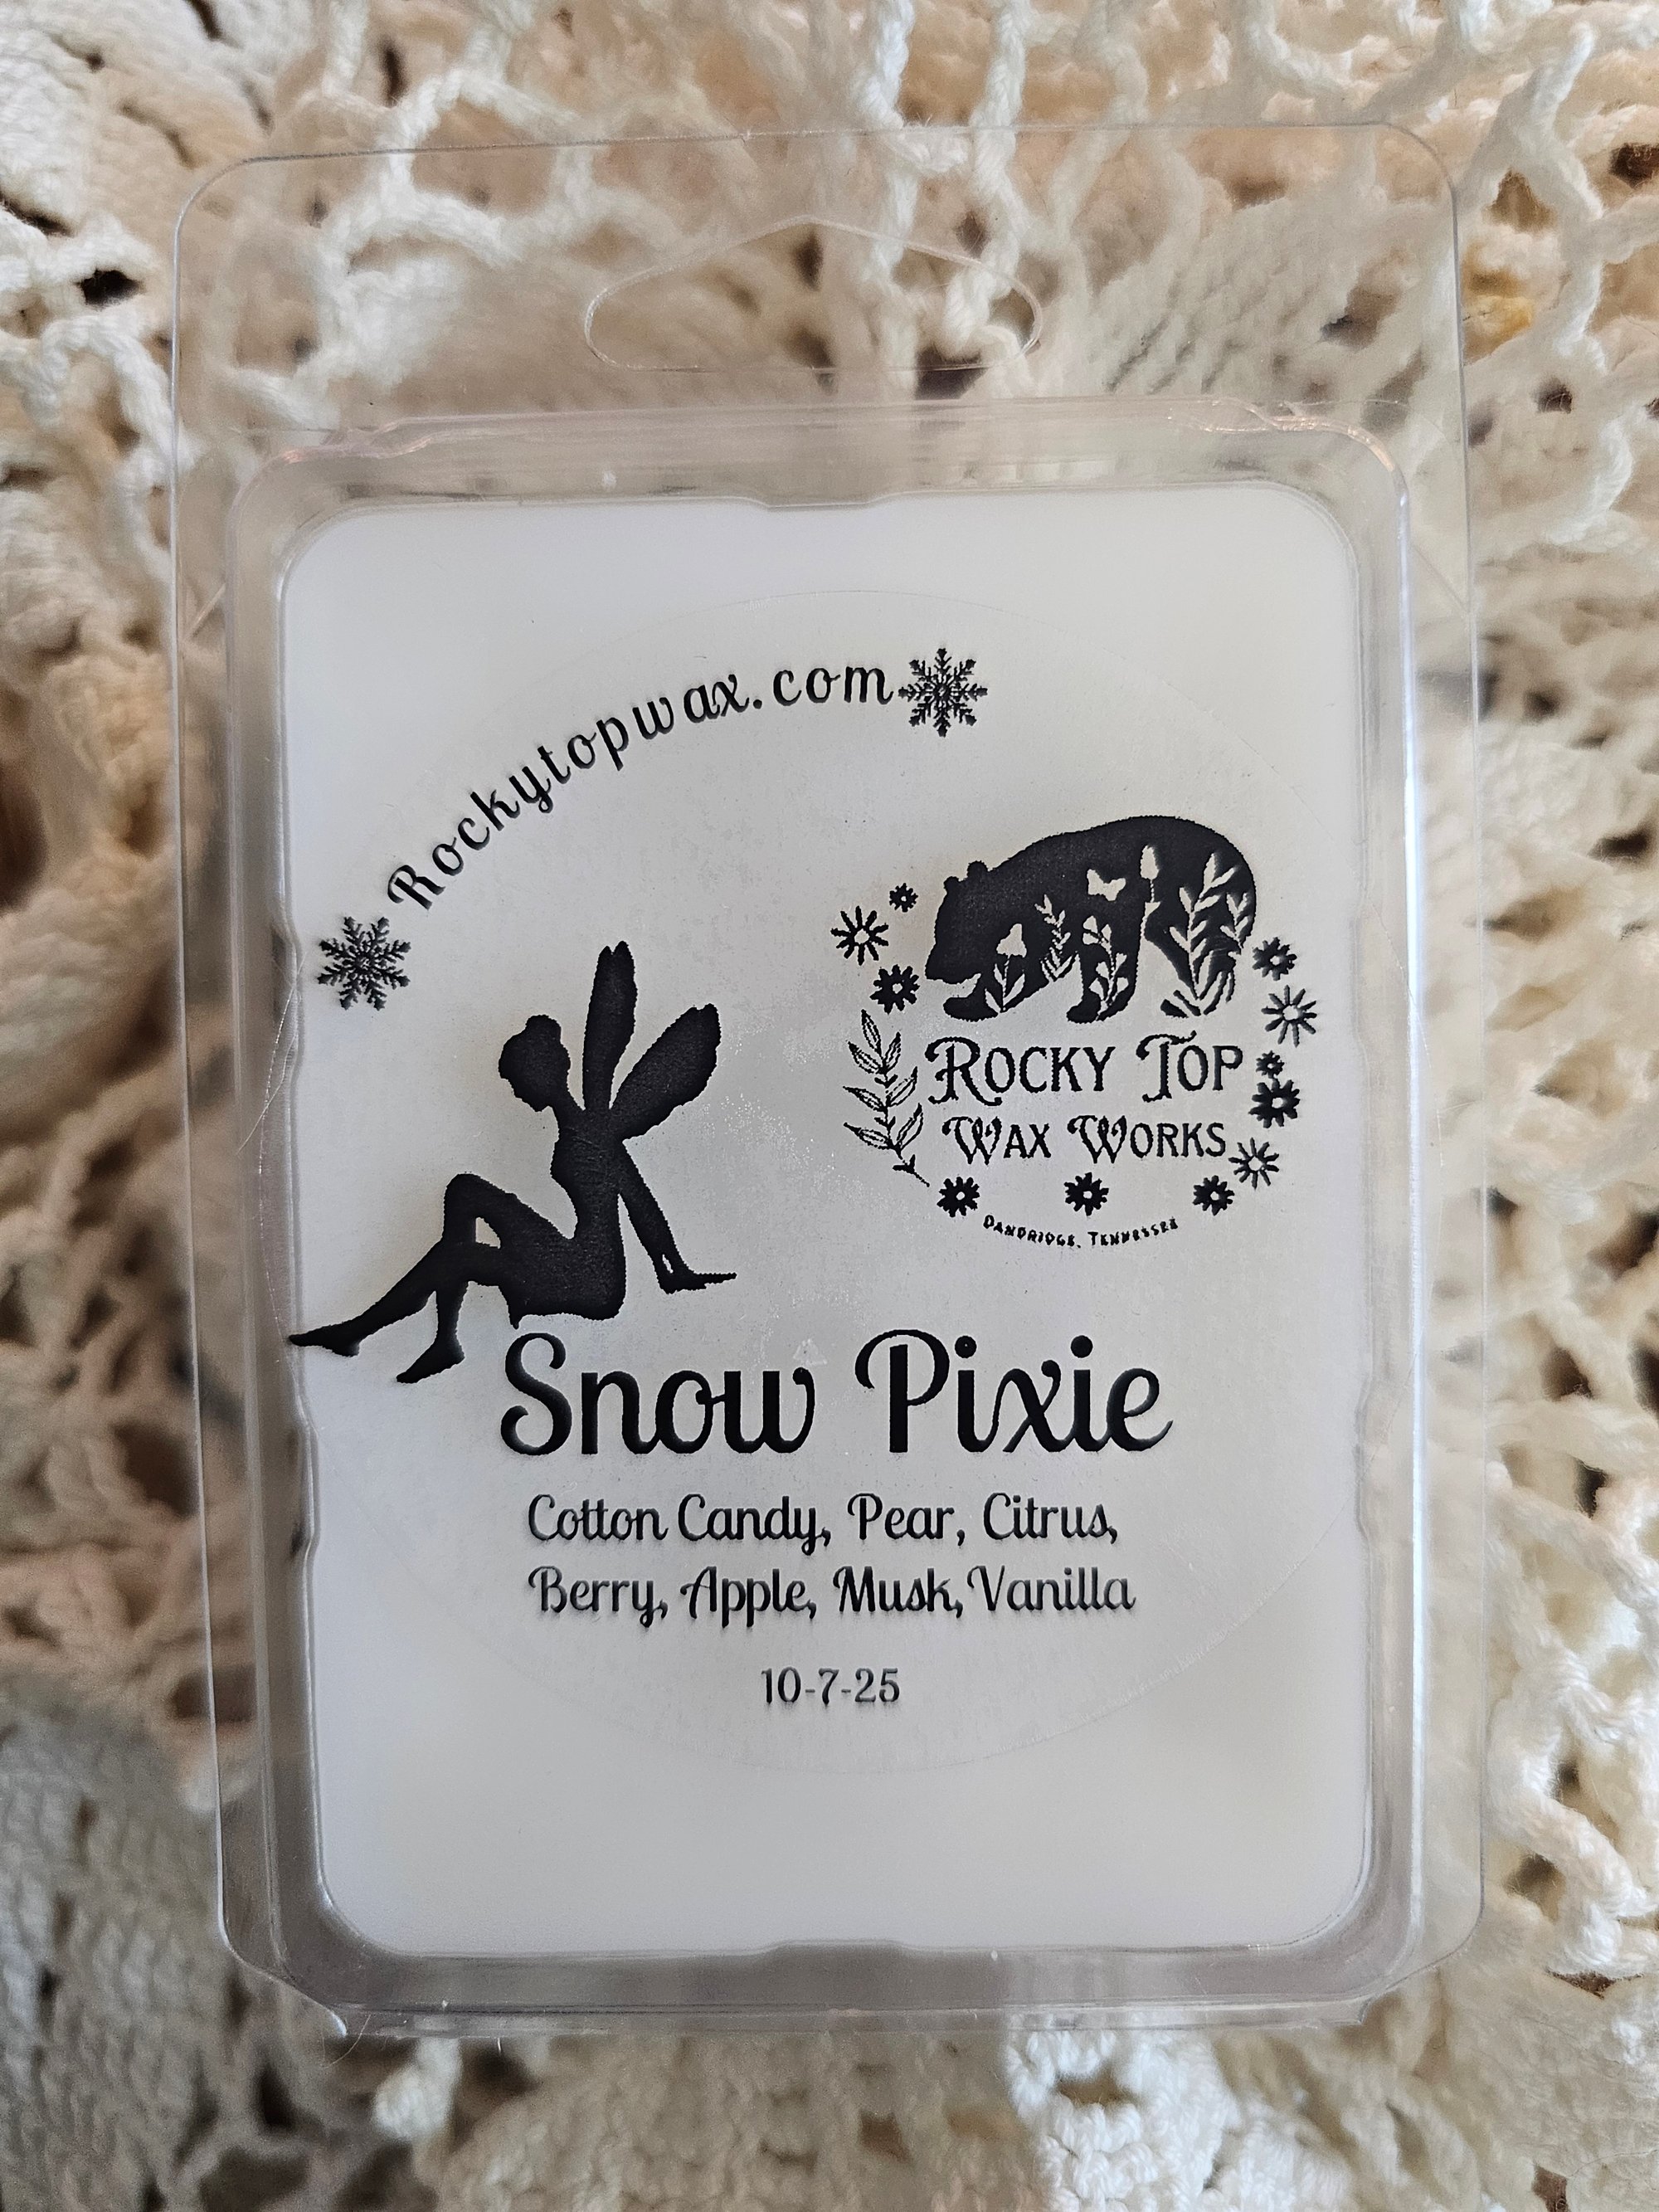 Rockytopwax.com
Rocky Top
Wax Works
Dandridge, Tennessee
Snow Pixie
Cotton Candy, Pear, Citrus,
Berry, Apple, Musk, Vanilla
10-7-25